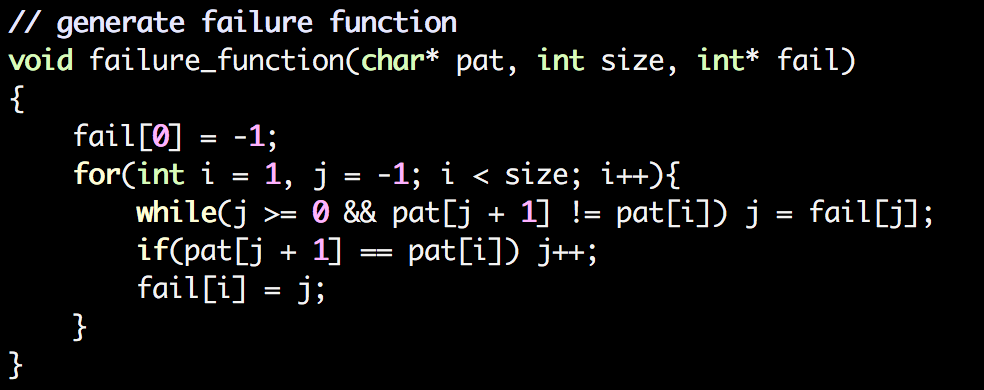 // generate failure function
void failure_function(char* pat, int size, int* fail)
{
    fail[0] = -1;
    for(int i = 1, j = -1; i < size; i++){
        while(j >= 0 && pat[j + 1] != pat[i]) j = fail[j];
        if(pat[j + 1] == pat[i]) j++;
        fail[i] = j;
    }
}